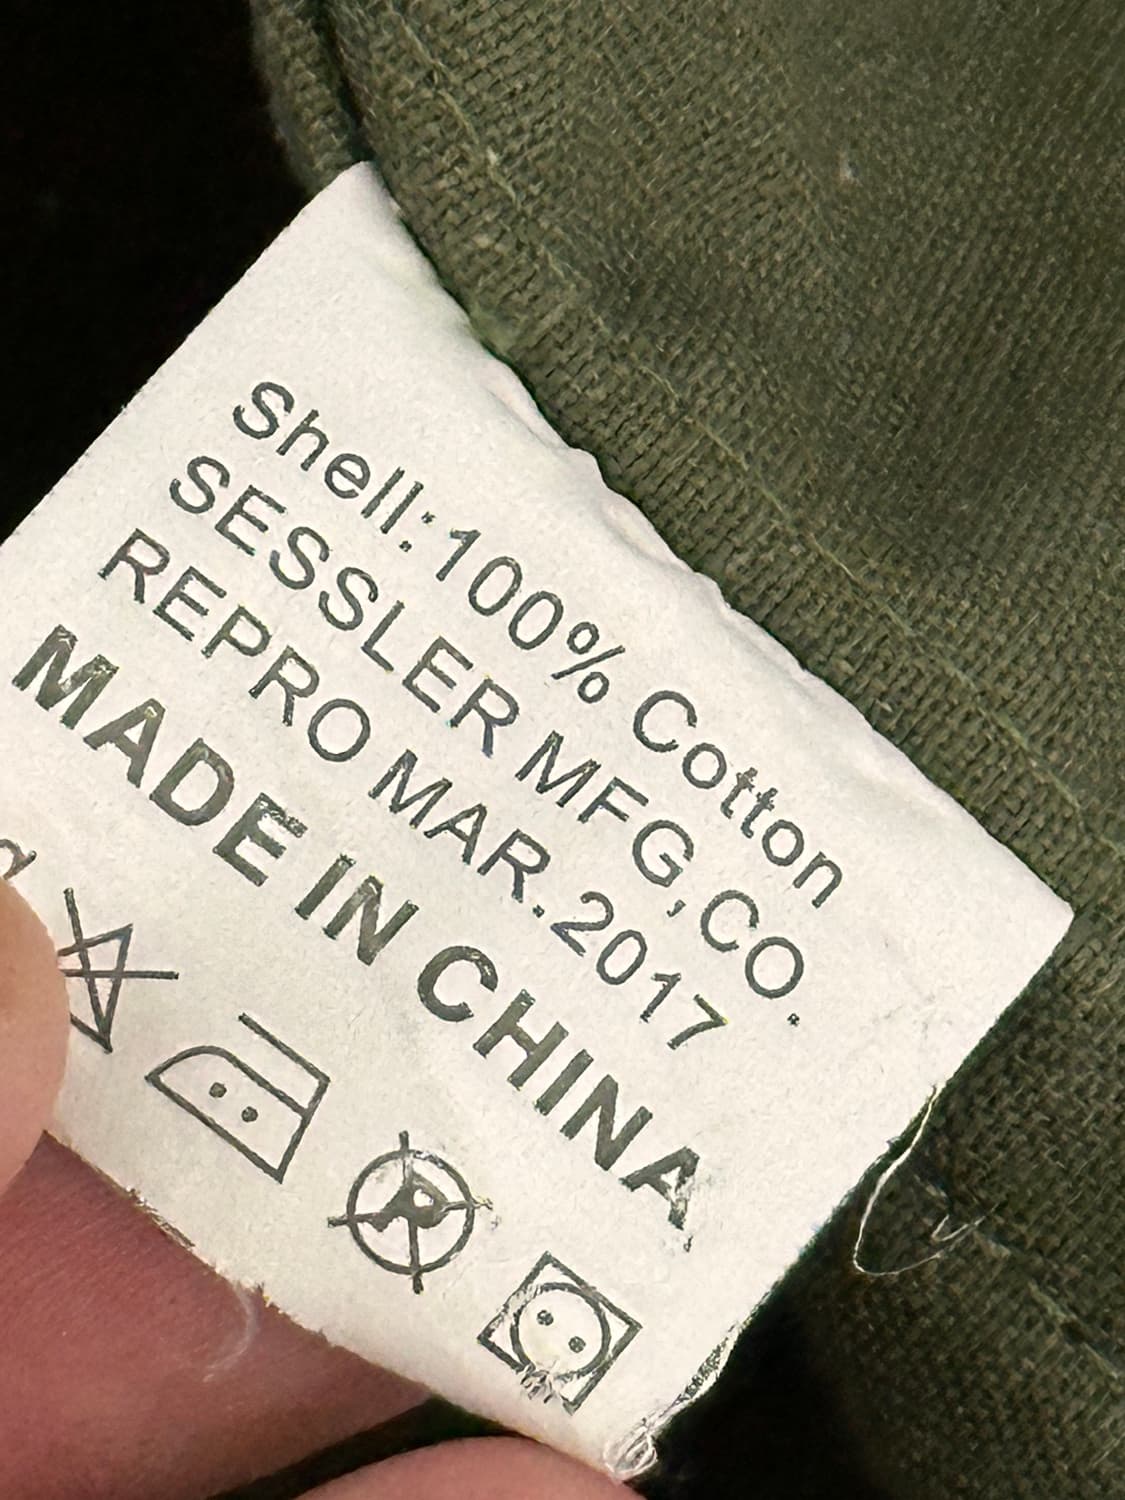 Shell:100% Cotton
SESSLER MFG,CO.
REPRO MAR.2017
MADE IN CHINA
P